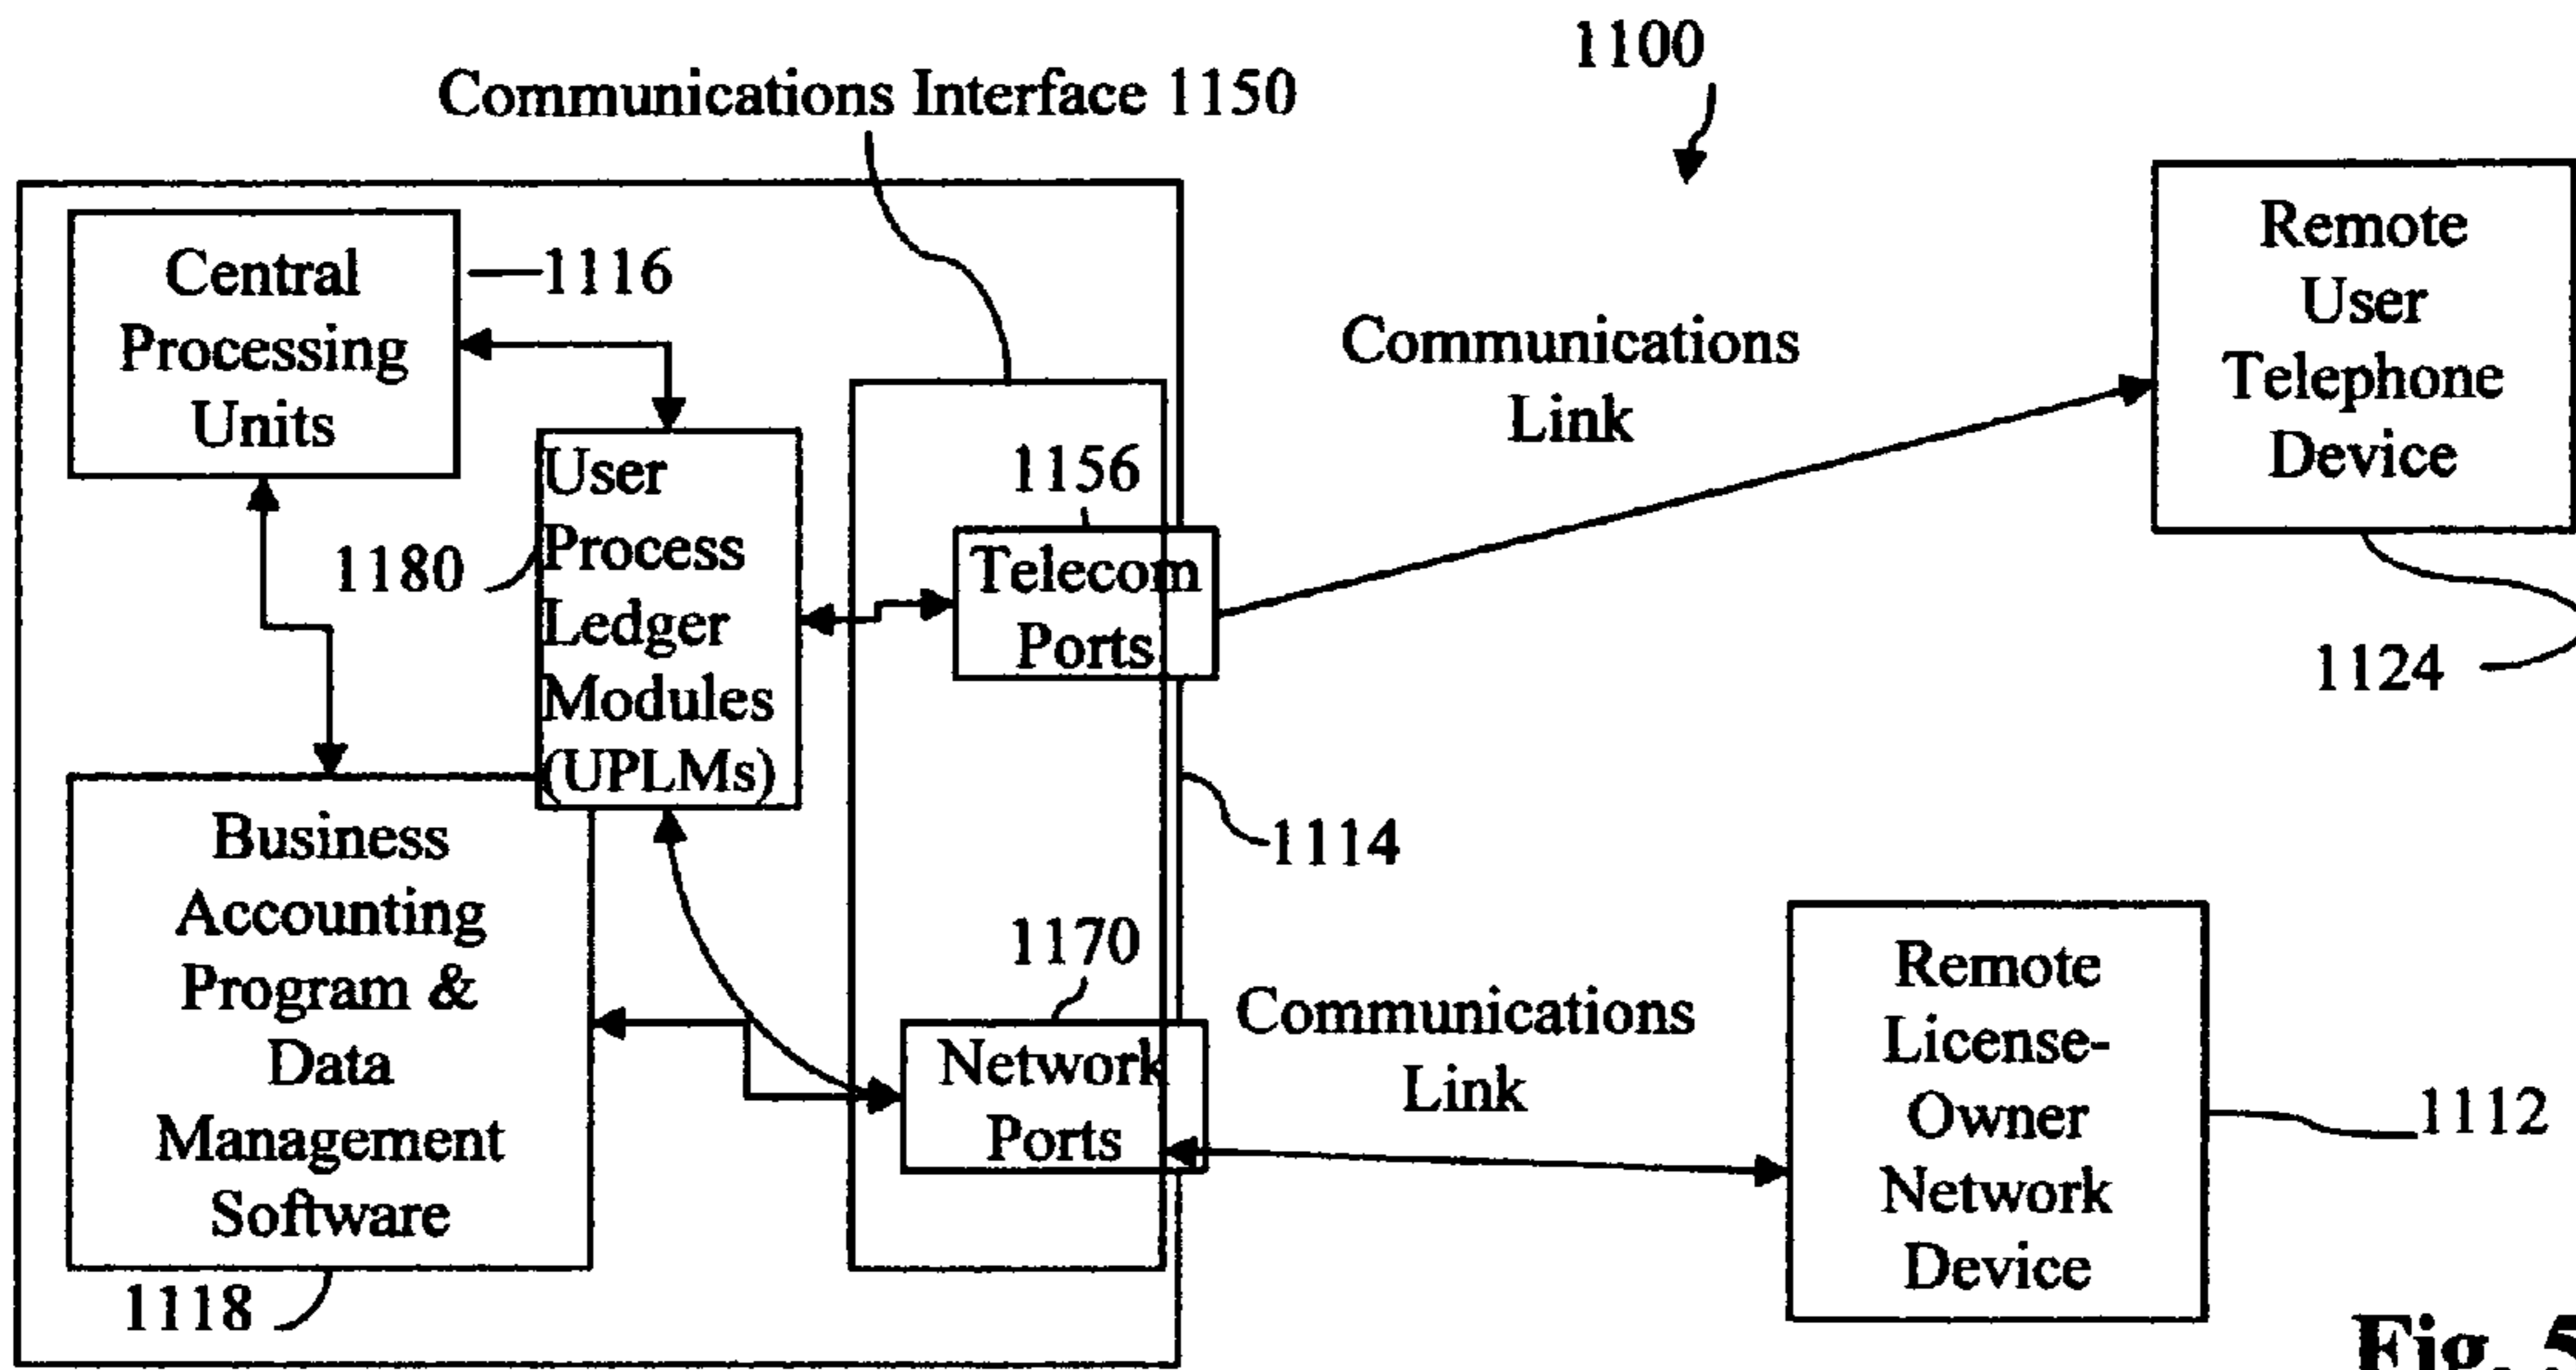 1100
Communications Interface 1150
Central
Processing
Units
1116
Remote
User
Telephone
Device
Communications
Link
User
Process
Ledger
Modules
(UPLMs)
1180
1156
Telecom
Ports
1124
1114
Business
Accounting
Program &
Data
Management
Software
1118
1170
Network
Ports
Communications
Link
Remote
License-
Owner
Network
Device
1112
Fig. 5